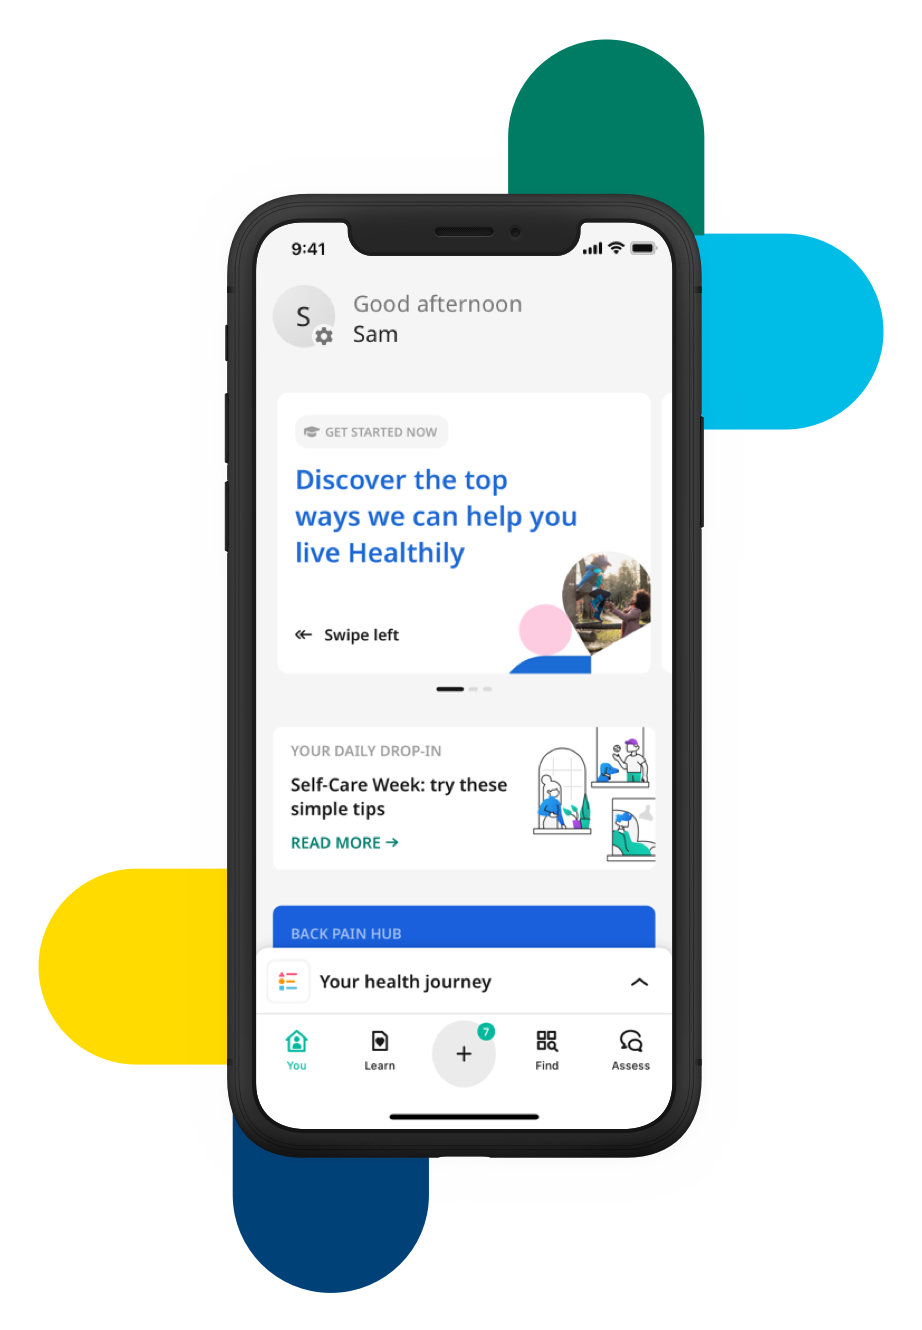 9:41
S
Good afternoon
Sam
GET STARTED NOW
Discover the top
ways we can help you
live Healthily
Swipe left
YOUR DAILY DROP-IN
Self-Care Week: try these
simple tips
READ MORE →
BACK PAIN HUB
Your health journey
7
+
You
Learn
Find
Assess